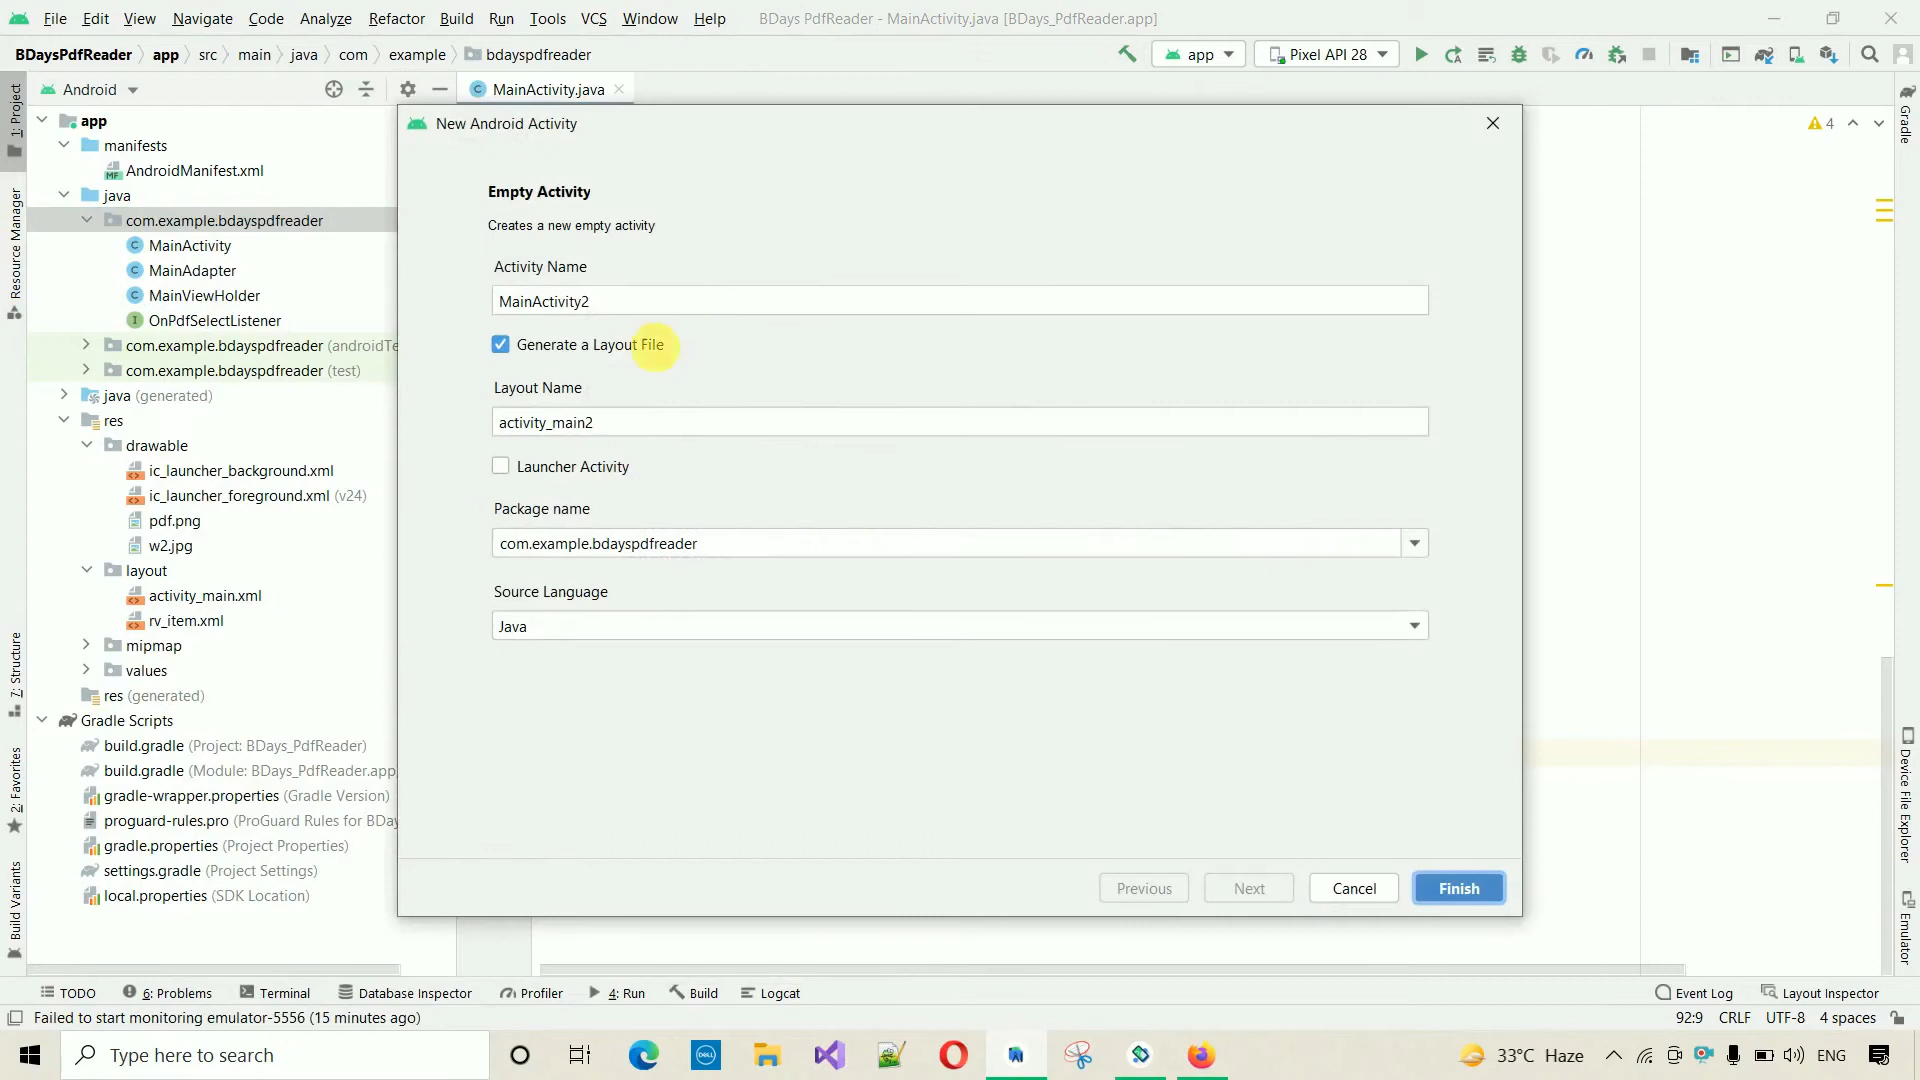 File Edit View Navigate Code Analyze Refactor Build Run Tools VCS Window Help BDays PdfReader - MainActivity.java [BDays_PdfReader.app]
BDaysPdfReader app src main java com example bdayspdfreader app Pixel API 28
Android MainActivity.java
1: Project
Resource Manager
7: Structure
2: Favorites
Build Variants
app
manifests
AndroidManifest.xml
java
com.example.bdayspdfreader
MainActivity
MainAdapter
MainViewHolder
OnPdfSelectListener
com.example.bdayspdfreader (androidTe
com.example.bdayspdfreader (test)
java (generated)
res
drawable
ic_launcher_background.xml
ic_launcher_foreground.xml (v24)
pdf.png
w2.jpg
layout
activity_main.xml
rv_item.xml
mipmap
values
res (generated)
Gradle Scripts
build.gradle (Project: BDays_PdfReader)
build.gradle (Module: BDays_PdfReader.app
gradle-wrapper.properties (Gradle Version)
proguard-rules.pro (ProGuard Rules for BDay
gradle.properties (Project Properties)
settings.gradle (Project Settings)
local.properties (SDK Location)
New Android Activity
Empty Activity
Creates a new empty activity
Activity Name
MainActivity2
Generate a Layout File
Layout Name
activity_main2
Launcher Activity
Package name
com.example.bdayspdfreader
Source Language
Java
Previous Next Cancel Finish
4
Gradle
Device File Explorer
Emulator
TODO 6: Problems Terminal Database Inspector Profiler 4: Run Build Logcat Event Log Layout Inspector
Failed to start monitoring emulator-5556 (15 minutes ago) 92:9 CRLF UTF-8 4 spaces
Type here to search DELL 33°C Haze ENG